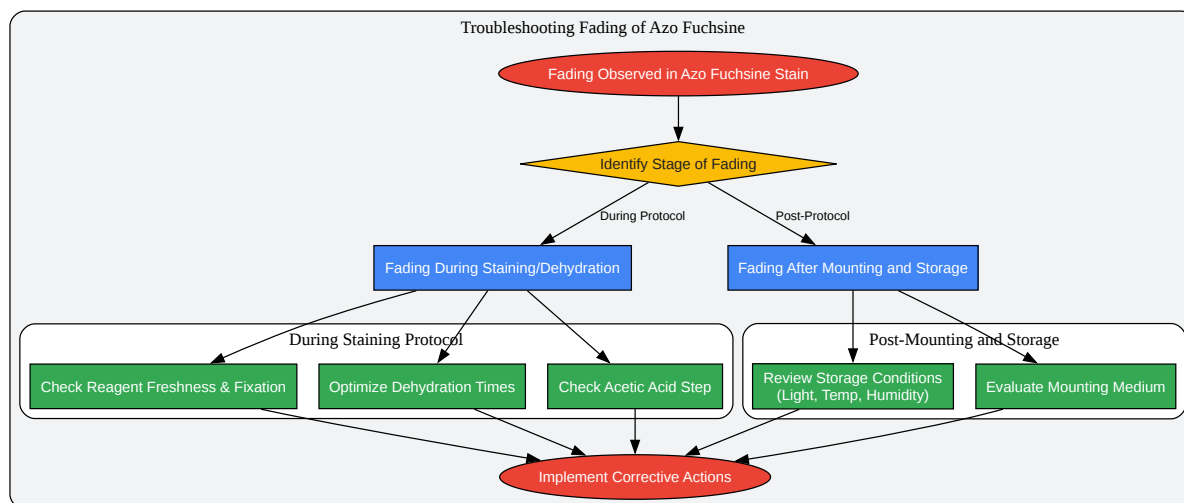 Troubleshooting Fading of Azo Fuchsine
Fading Observed in Azo Fuchsine Stain
Identify Stage of Fading
During Protocol
Post-Protocol
Fading During Staining/Dehydration
Fading After Mounting and Storage
During Staining Protocol
Post-Mounting and Storage
Check Reagent Freshness & Fixation
Optimize Dehydration Times
Check Acetic Acid Step
Review Storage Conditions
(Light, Temp, Humidity)
Evaluate Mounting Medium
Implement Corrective Actions